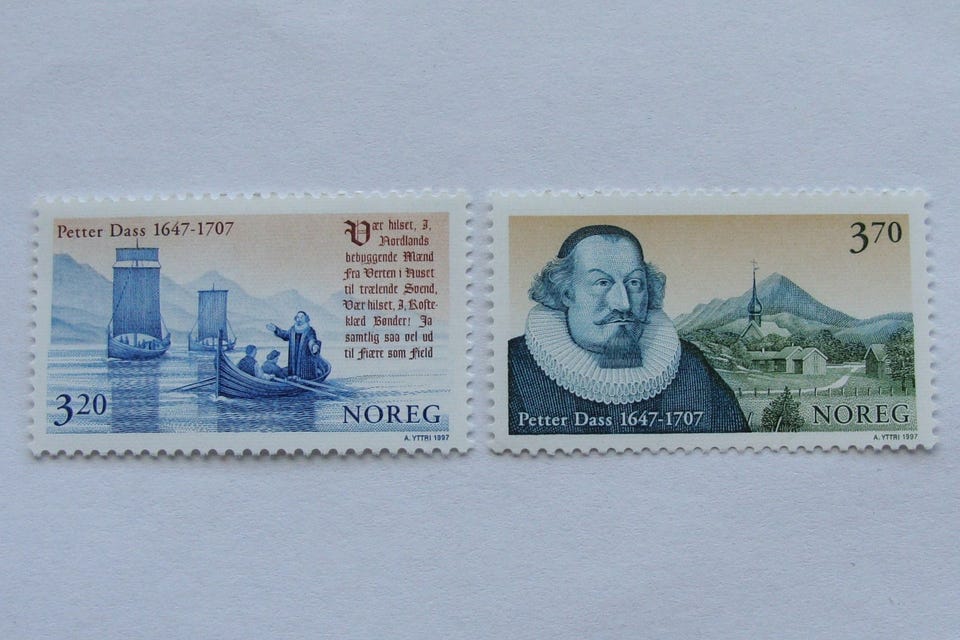 Petter Dass 1647-1707
Vær hilset, I,
Nordlands
bebyggende Mænd
Fra Verten i Huset
til trælende Svend,
Vær hilset, I, Kofte-
klæd Bønder! Ja
samtlig saa vel ud
til Fiære som Field
3 20
NOREG
A. YTTRI 1997
3 70
Petter Dass 1647-1707
NOREG
A. YTTRI 1997